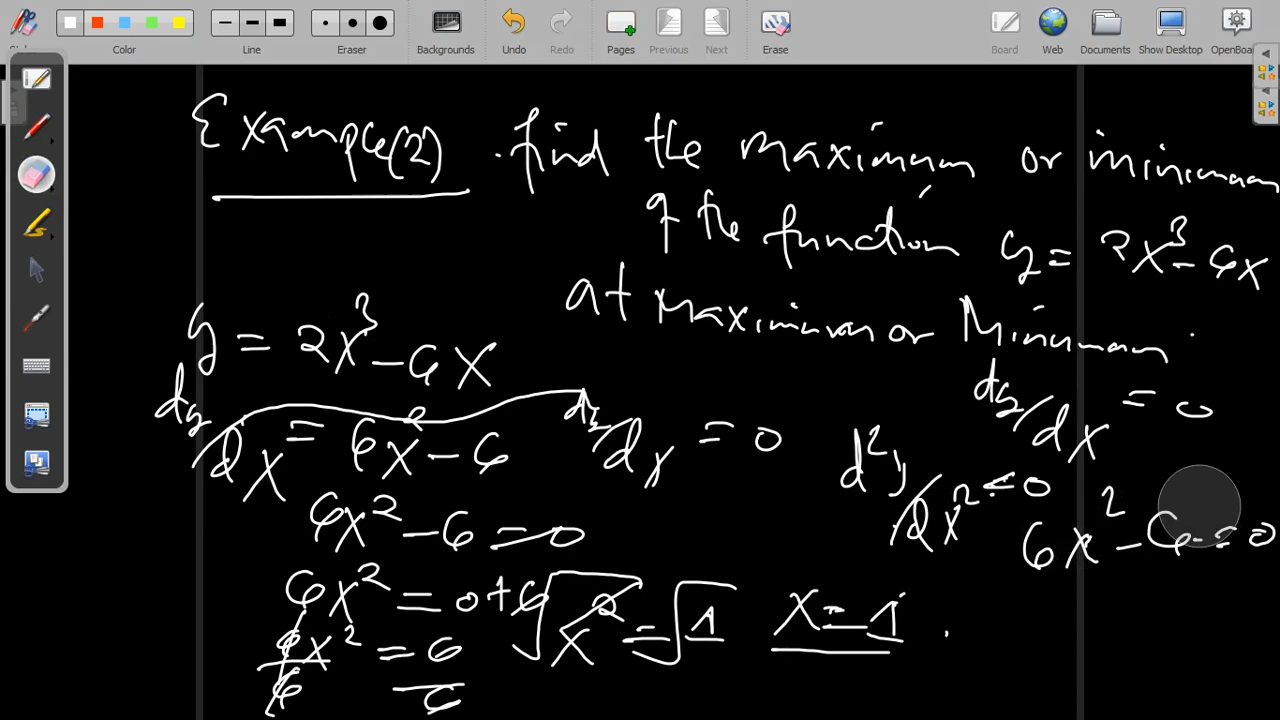 Color
Line
Eraser
Backgrounds
Undo
Redo
Pages
Previous
Next
Erase
Board
Web
Documents
Show Desktop
OpenBoa
Example(2). find the maximum or minimum
of the function y = 2x³ - 6x
at Maximum or Minimum.
y = 2x³ - 6x
dy/dx = 0
dy/dx = 6x² - 6
dy/dx = 0
d²y/dx² < 0
6x² - 6 = 0
6x² - 6 = 0
6x² = 0 + 6
√x² = √1
x = 1.
6x²/6 = 6/6